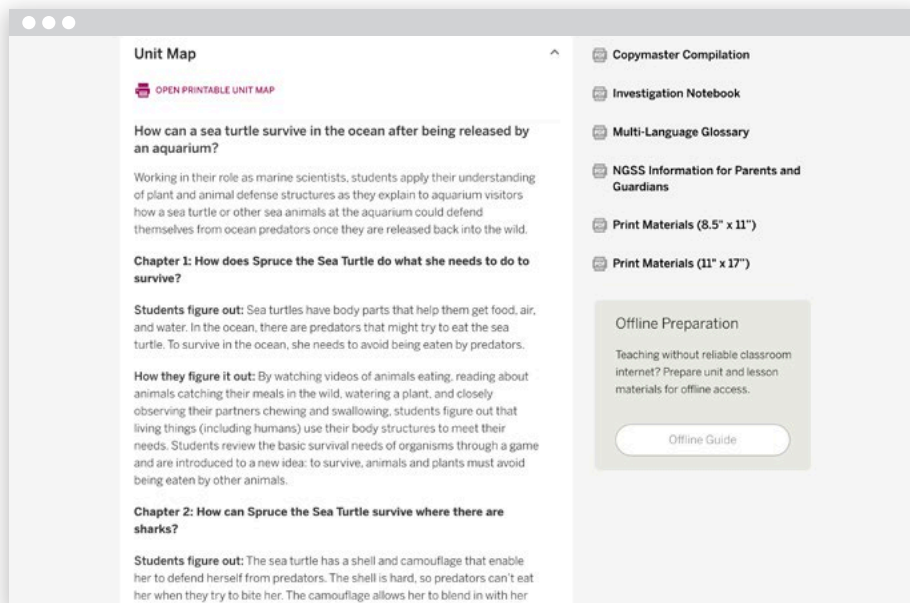 Unit Map
OPEN PRINTABLE UNIT MAP
How can a sea turtle survive in the ocean after being released by
an aquarium?
Working in their role as marine scientists, students apply their understanding
of plant and animal defense structures as they explain to aquarium visitors
how a sea turtle or other sea animals at the aquarium could defend
themselves from ocean predators once they are released back into the wild.
Chapter 1: How does Spruce the Sea Turtle do what she needs to do to
survive?
Students figure out: Sea turtles have body parts that help them get food, air,
and water. In the ocean, there are predators that might try to eat the sea
turtle. To survive in the ocean, she needs to avoid being eaten by predators.
How they figure it out: By watching videos of animals eating, reading about
animals catching their meals in the wild, watering a plant, and closely
observing their partners chewing and swallowing, students figure out that
living things (including humans) use their body structures to meet their
needs. Students review the basic survival needs of organisms through a game
and are introduced to a new idea: to survive, animals and plants must avoid
being eaten by other animals.
Chapter 2: How can Spruce the Sea Turtle survive where there are
sharks?
Students figure out: The sea turtle has a shell and camouflage that enable
her to defend herself from predators. The shell is hard, so predators can't eat
her when they try to bite her. The camouflage allows her to blend in with her
Copymaster Compilation
Investigation Notebook
Multi-Language Glossary
NGSS Information for Parents and
Guardians
Print Materials (8.5" x 11")
Print Materials (11" x 17")
Offline Preparation
Teaching without reliable classroom
internet? Prepare unit and lesson
materials for offline access.
Offline Guide